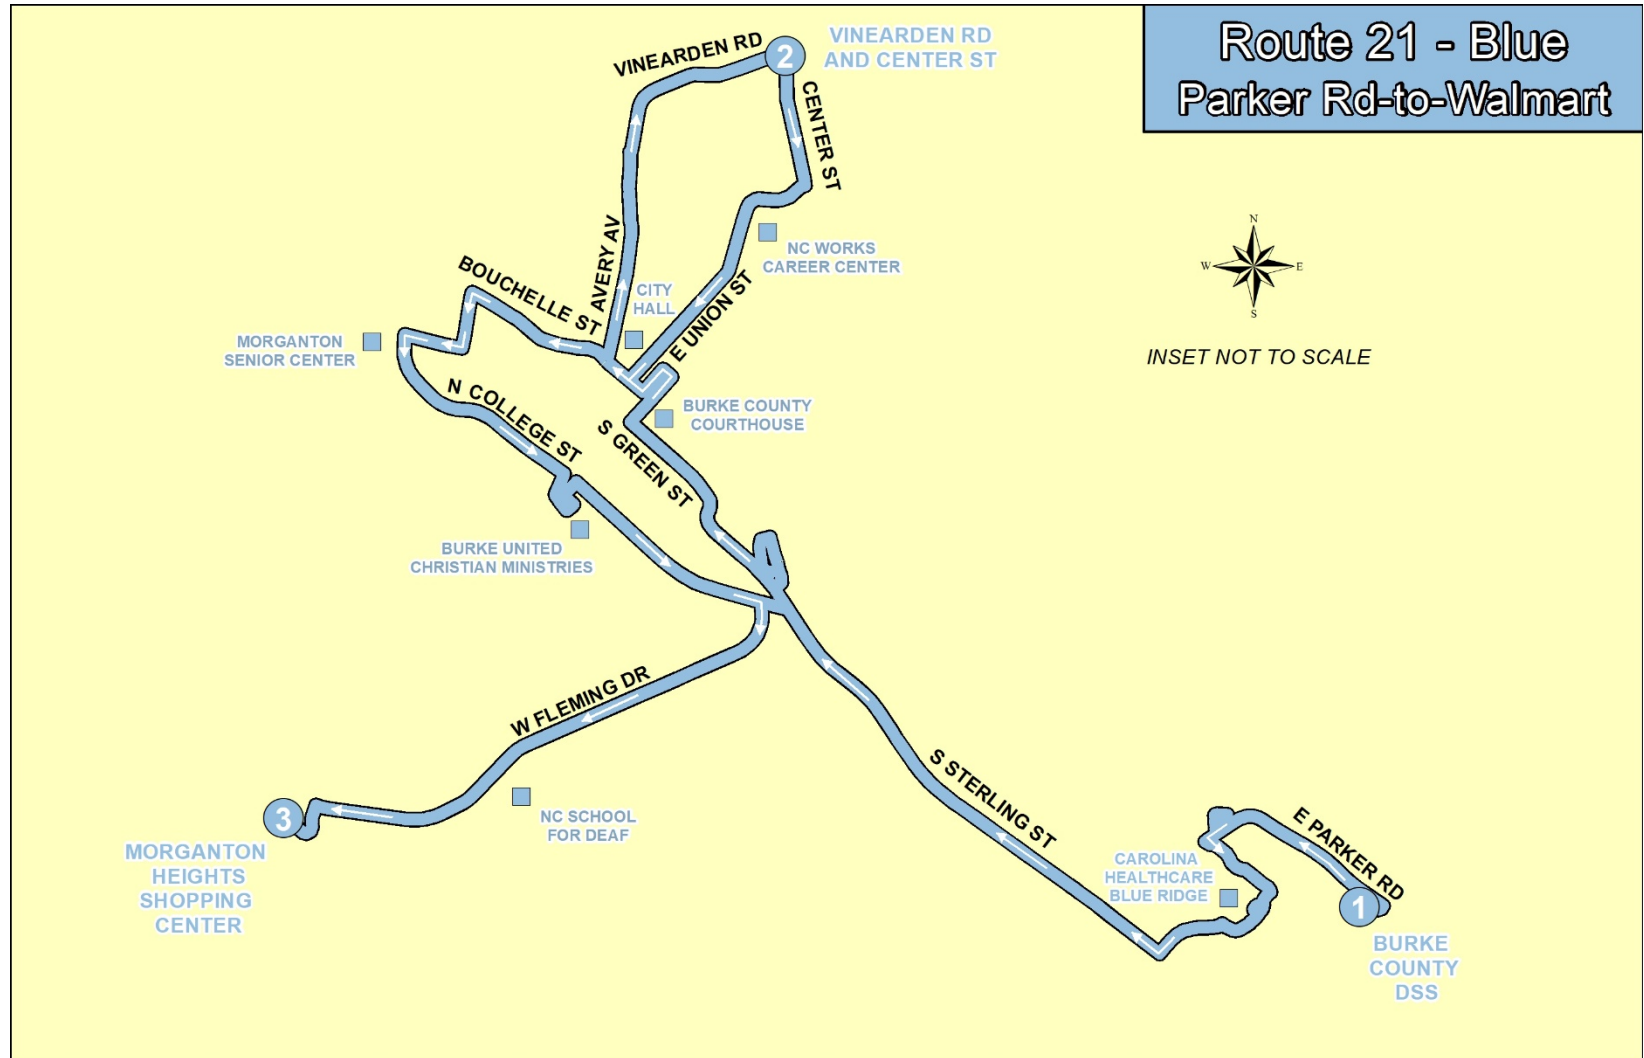 Route 21 - Blue
Parker Rd-to-Walmart
VINEARDEN RD
2
VINEARDEN RD
AND CENTER ST
CENTER ST
N
W
E
S
INSET NOT TO SCALE
NC WORKS
CAREER CENTER
AVERY AV
BOUCHELLE ST
CITY
HALL
E UNION ST
MORGANTON
SENIOR CENTER
BURKE COUNTY
COURTHOUSE
N COLLEGE ST
S GREEN ST
BURKE UNITED
CHRISTIAN MINISTRIES
W FLEMING DR
S STERLING ST
3
MORGANTON
HEIGHTS
SHOPPING
CENTER
NC SCHOOL
FOR DEAF
E PARKER RD
CAROLINA
HEALTHCARE
BLUE RIDGE
1
BURKE
COUNTY
DSS